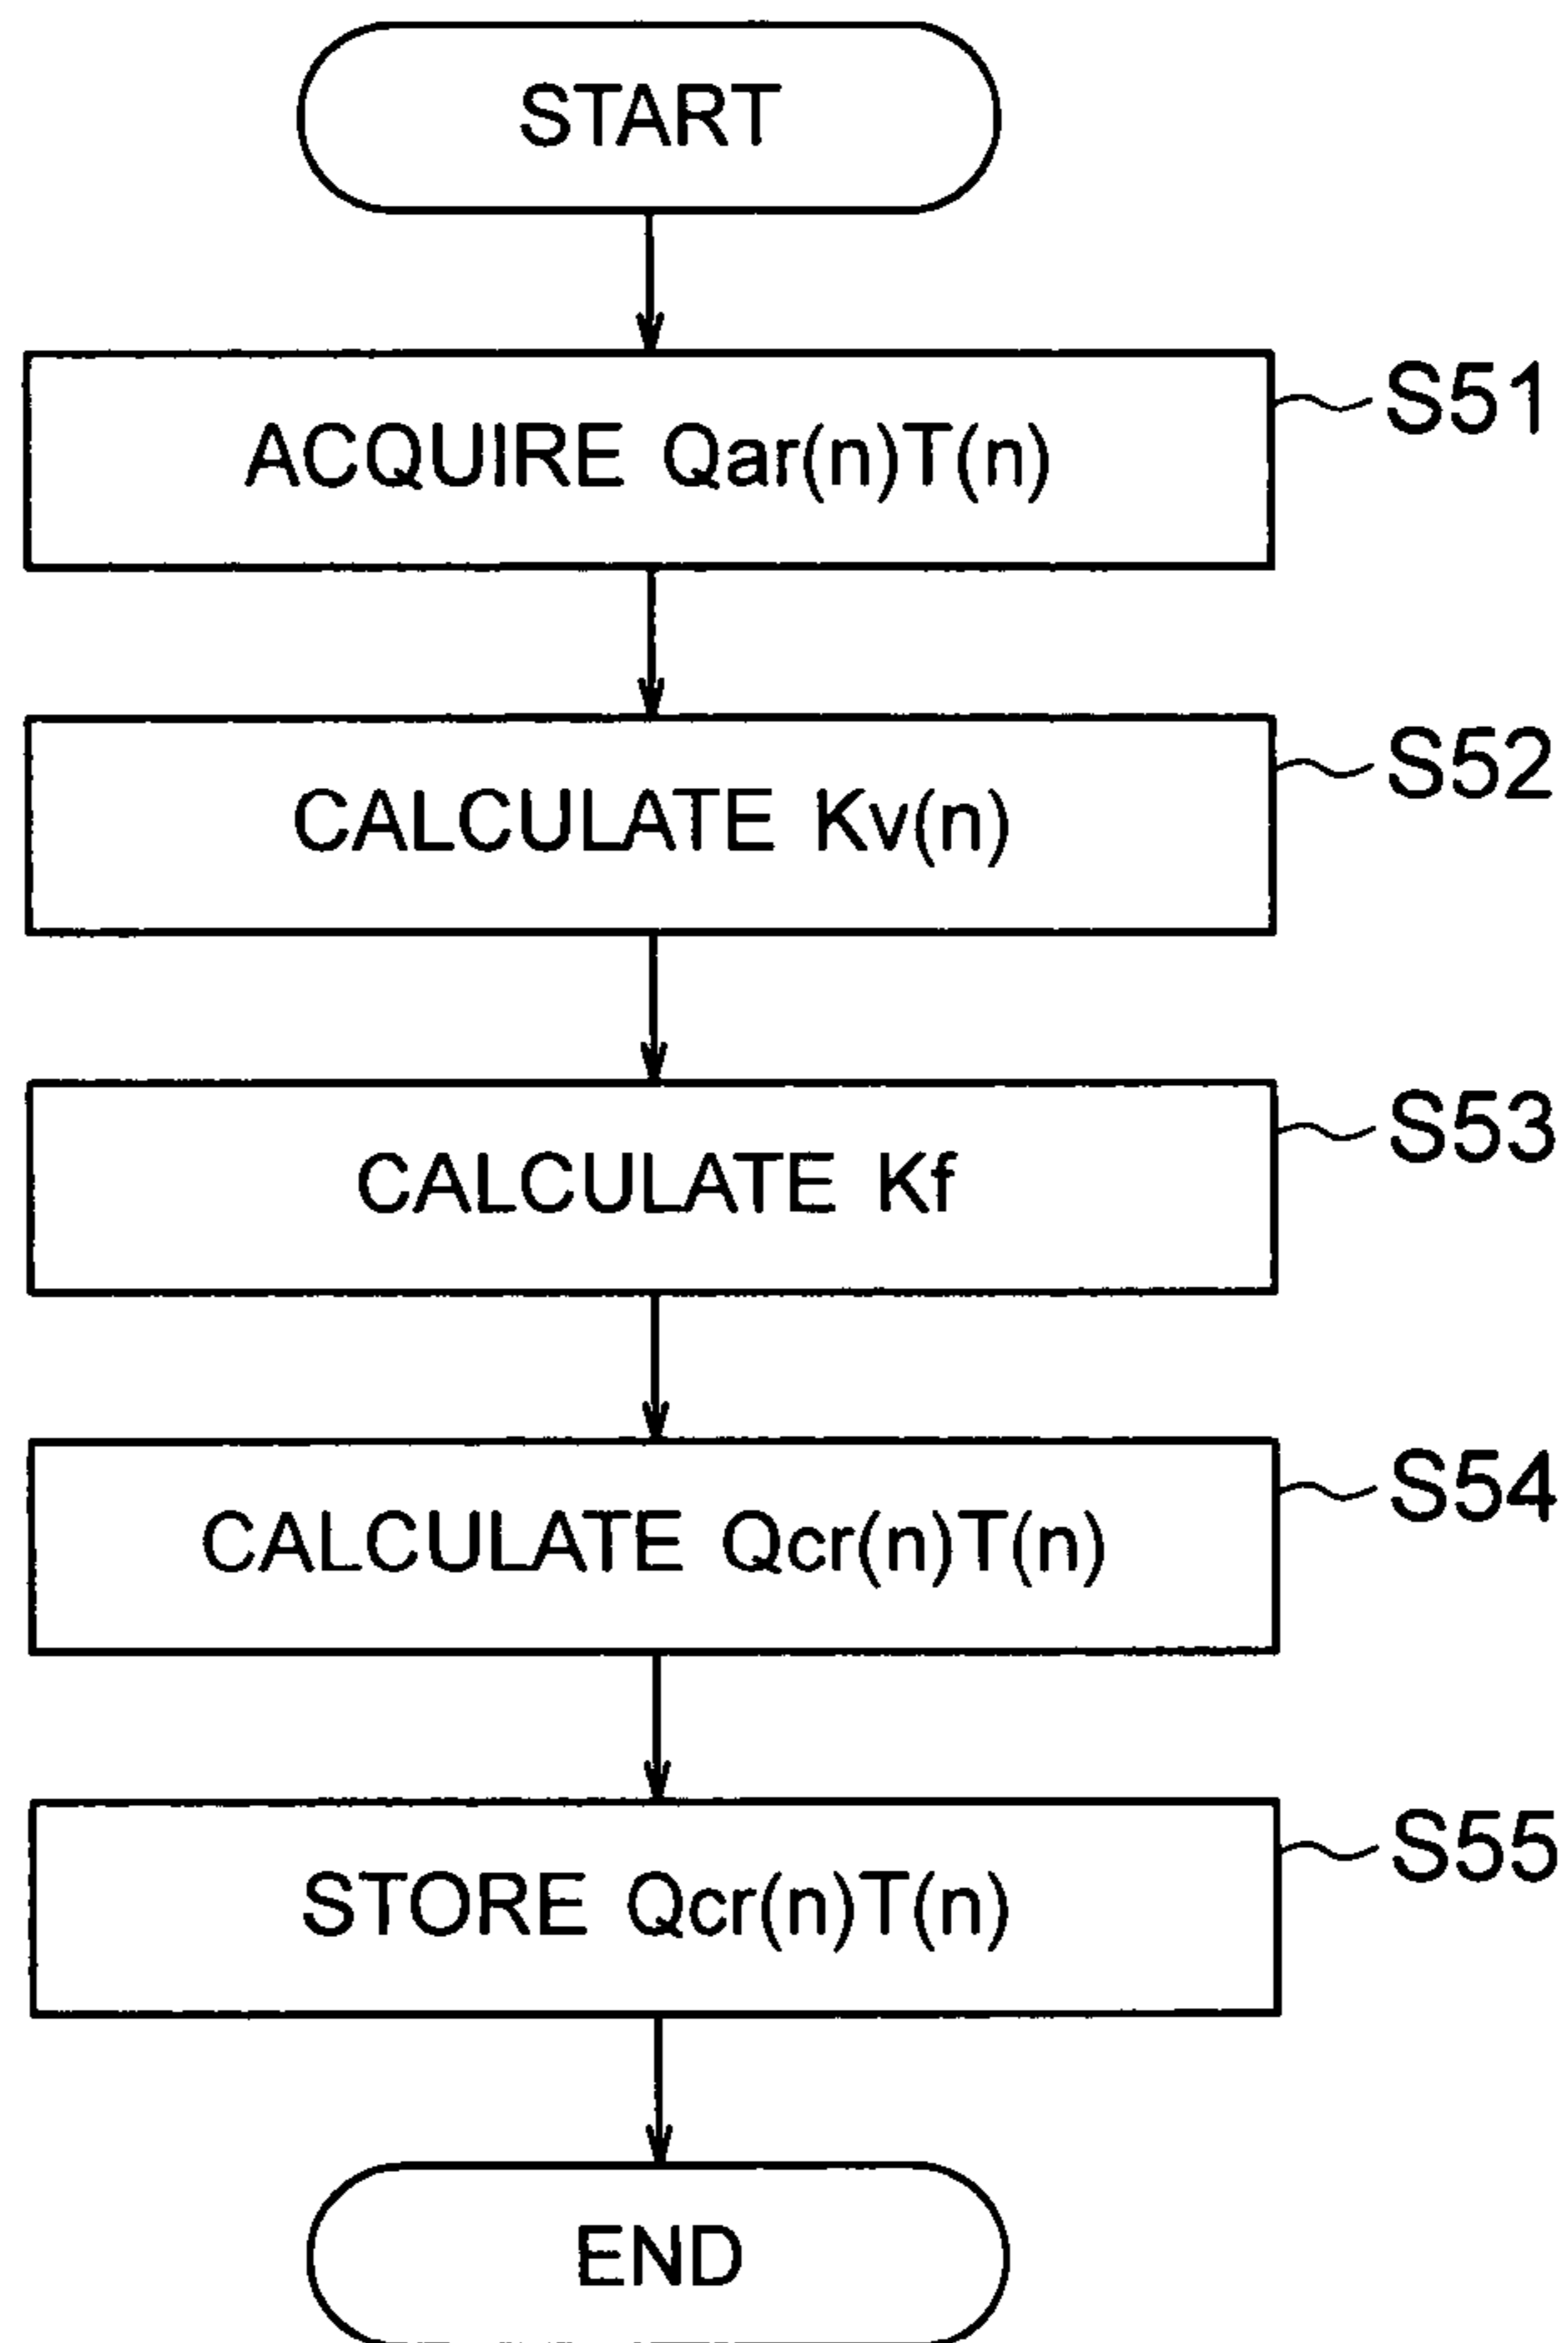 START
ACQUIRE Qar(n)T(n)
S51
CALCULATE Kv(n)
S52
CALCULATE Kf
S53
CALCULATE Qcr(n)T(n)
S54
STORE Qcr(n)T(n)
S55
END